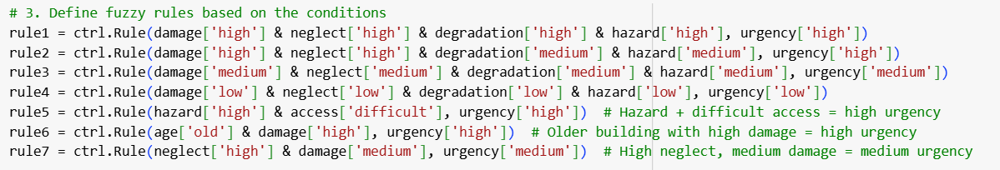 # 3. Define fuzzy rules based on the conditions
rule1 = ctrl.Rule(damage['high'] & neglect['high'] & degradation['high'] & hazard['high'], urgency['high'])
rule2 = ctrl.Rule(damage['high'] & neglect['high'] & degradation['medium'] & hazard['medium'], urgency['high'])
rule3 = ctrl.Rule(damage['medium'] & neglect['medium'] & degradation['medium'] & hazard['medium'], urgency['medium'])
rule4 = ctrl.Rule(damage['low'] & neglect['low'] & degradation['low'] & hazard['low'], urgency['low'])
rule5 = ctrl.Rule(hazard['high'] & access['difficult'], urgency['high'])  # Hazard + difficult access = high urgency
rule6 = ctrl.Rule(age['old'] & damage['high'], urgency['high'])  # Older building with high damage = high urgency
rule7 = ctrl.Rule(neglect['high'] & damage['medium'], urgency['medium'])  # High neglect, medium damage = medium urgency